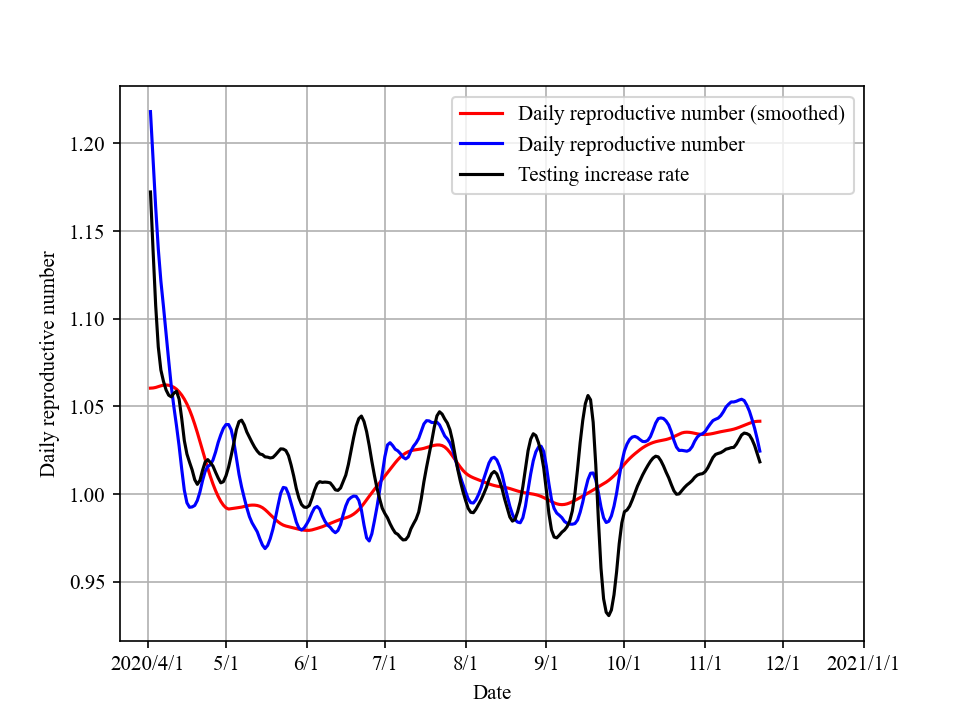 Daily reproductive number (smoothed)
Daily reproductive number
Testing increase rate
1.20
1.15
1.10
1.05
1.00
0.95
Daily reproductive number
2020/4/1 5/1 6/1 7/1 8/1 9/1 10/1 11/1 12/1 2021/1/1
Date